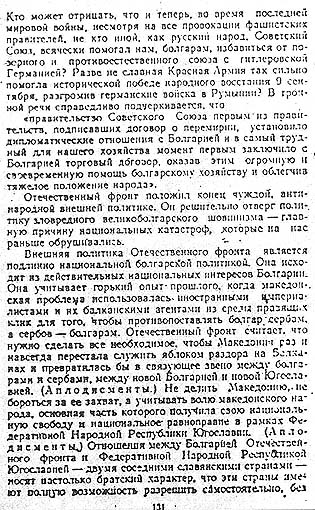 Кто может отрицать, что и теперь, во время последней
мировой войны, несмотря на все провокации фашистских
правителей, не кто иной, как русский народ, Советский
Союз, всячески помогал нам, болгарам, избавиться от по-
зорного и противоестественного союза с гитлеровской
Германией? Разве не славная Красная Армия так сильно
помогла исторической победе народного восстания 9 сен-
тября, разгромив германские войска в Румынии? В
речи справедливо подчеркивается, что
«правительство Советского Союза первым из прави-
тельств, подписавших договор о перемирии, установило
дипломатические отношения с Болгарией и в самый труд-
ный для нашего хозяйства момент первым заключило с
Болгарией торговый договор, оказав этим огромную и
своевременную помощь болгарскому хозяйству и облегчив
тяжелое положение народа».
Отечественный фронт положил конец чуждой, анти-
народной внешней политике. Он решительно отверг поли-
тику зловредного великоболгарского шовинизма — глав-
ную причину национальных катастроф, которые на нас
раньше обрушивались.
Внешняя политика Отечественного фронта является
подлинно национальной болгарской политикой. Она исхо-
дит из действительных национальных интересов Болгарии.
Она учитывает горький опыт прошлого, когда македон-
ская проблема использовалась иностранными империа-
листами и их балканскими агентами из среды правящих
клик для того, чтобы противопоставлять болгар сербам,
а сербов — болгарам. Отечественный фронт считает, что
нужно сделать все необходимое, чтобы Македония раз и
навсегда перестала служить яблоком раздора на Балка-
нах и превратилась бы в связующее звено между болга-
рами и сербами, между новой Болгарией и новой Югосла-
вией. (Аплодисменты.) Не делить Македонию, не
бороться за ее захват, а учитывать волю македонского на-
рода, основная часть которого получила свою националь-
ную свободу и национальное равноправие в рамках Фе-
деративной Народной Республики Югославии. (Апло-
дисменты.) Отношения между Болгарией Отечествен-
ного фронта и Федеративной Народной Республикой
Югославией — двумя соседними славянскими странами —
носят настолько братский характер, что эти страны име-
ют полную возможность разрешить самостоятельно, без
131